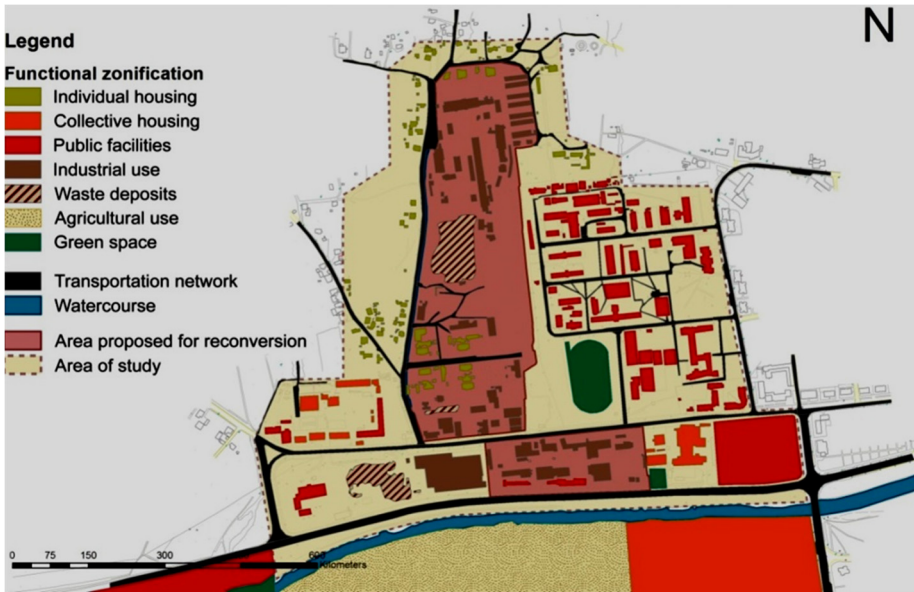 N
Legend
Functional zonification
Individual housing
Collective housing
Public facilities
Industrial use
Waste deposits
Agricultural use
Green space
Transportation network
Watercourse
Area proposed for reconversion
Area of study
0 75 150 300 600
Kilometers